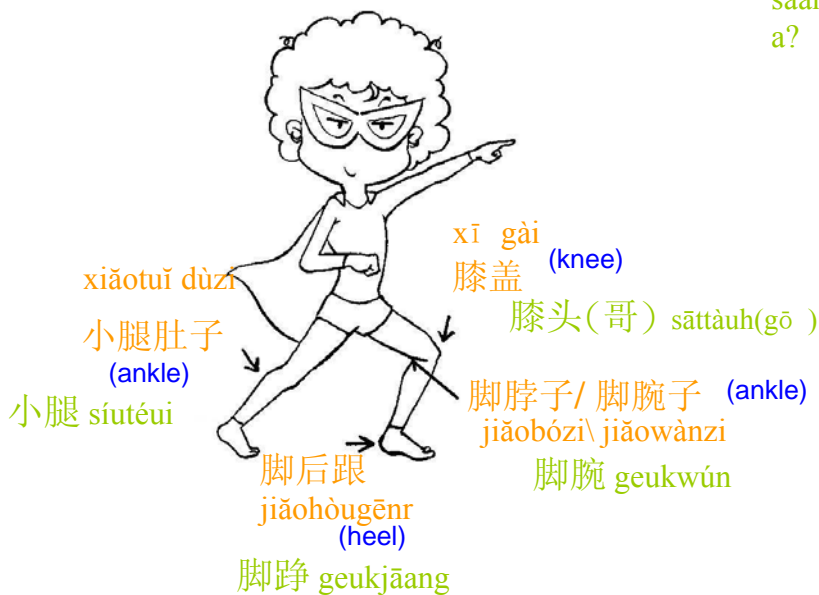 a?
xī gài
膝盖
(knee)
膝头(哥) sāttàuh(gō )
xiǎotuǐ dùzi
小腿肚子
(ankle)
小腿 síutéui
脚脖子/ 脚腕子 (ankle)
jiǎobózi\ jiǎowànzi
脚腕 geukwún
脚后跟
jiǎohòugēnr
(heel)
脚踭 geukjāang